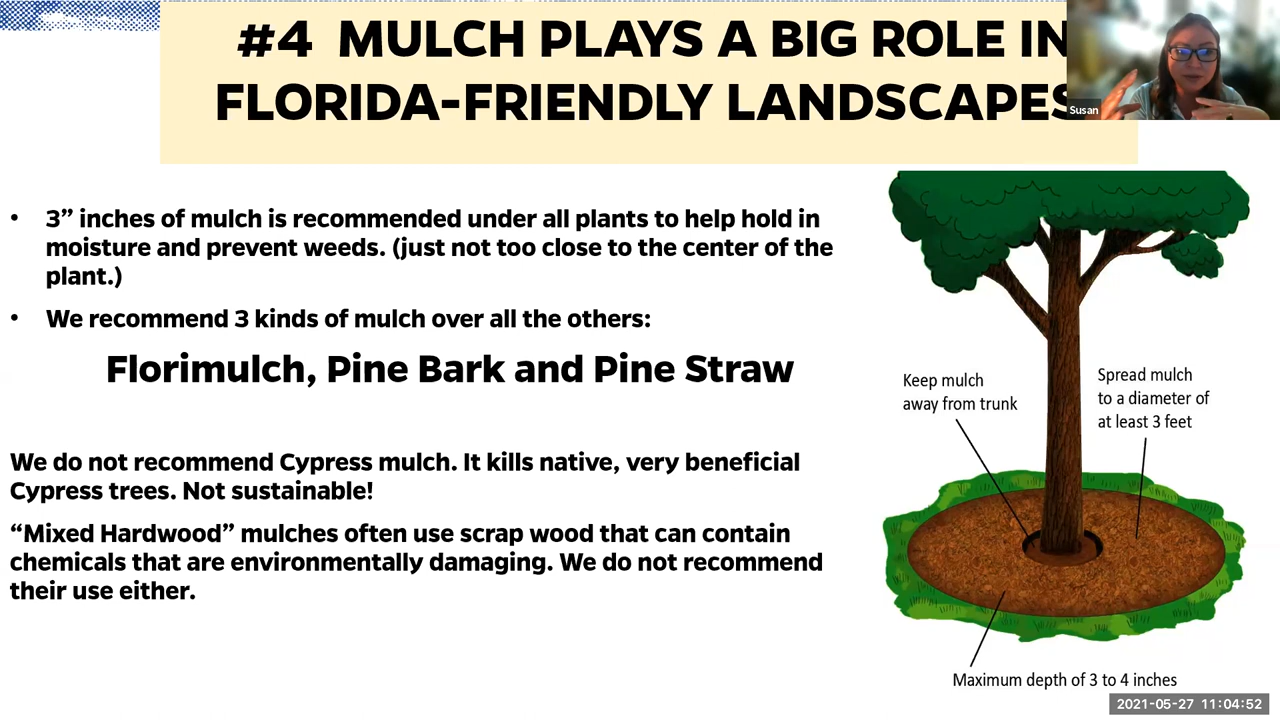 #4 MULCH PLAYS A BIG ROLE IN
FLORIDA-FRIENDLY LANDSCAPES
Susan
• 3” inches of mulch is recommended under all plants to help hold in
moisture and prevent weeds. (just not too close to the center of the
plant.)
• We recommend 3 kinds of mulch over all the others:
Florimulch, Pine Bark and Pine Straw
We do not recommend Cypress mulch. It kills native, very beneficial
Cypress trees. Not sustainable!
“Mixed Hardwood” mulches often use scrap wood that can contain
chemicals that are environmentally damaging. We do not recommend
their use either.
Keep mulch
away from trunk
Spread mulch
to a diameter of
at least 3 feet
Maximum depth of 3 to 4 inches
2021-05-27 11:04:52